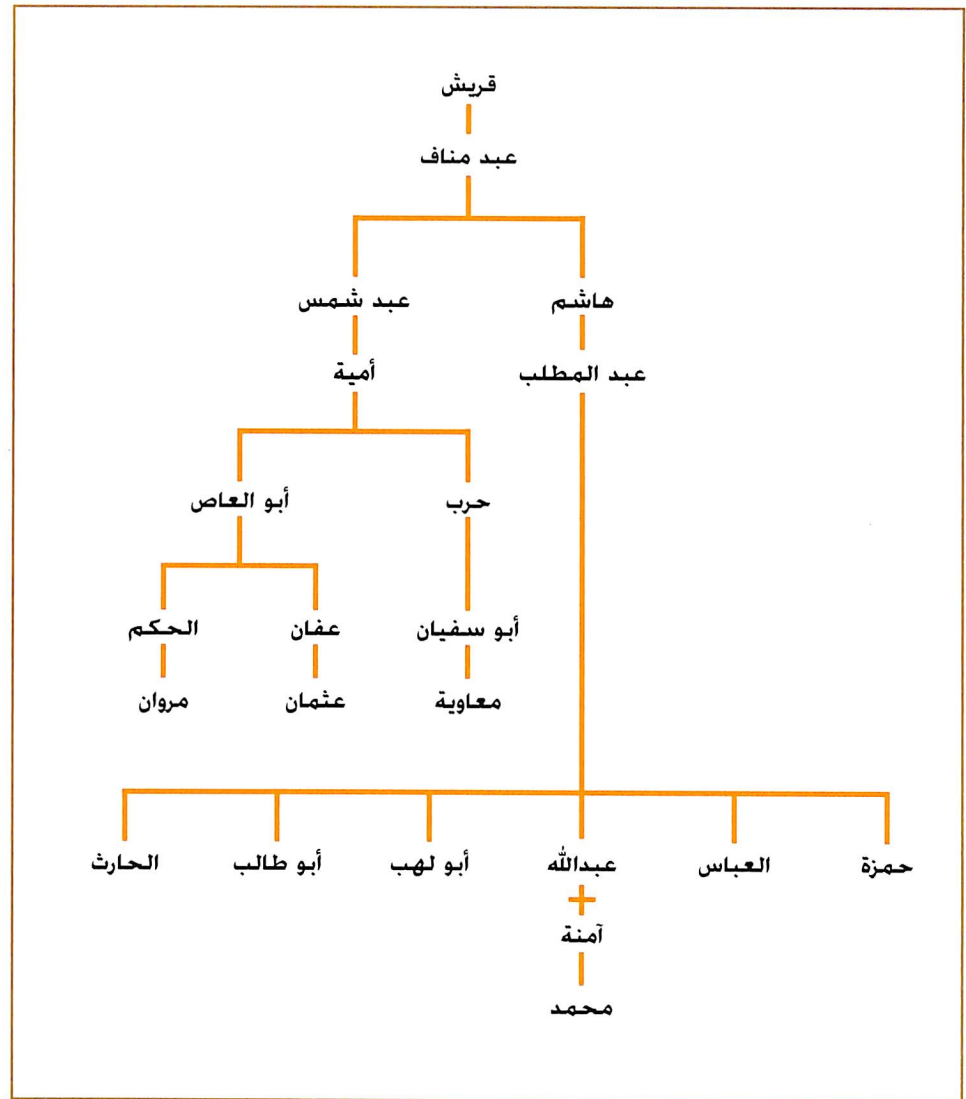 قريش
عبد مناف
هاشم
عبد شمس
عبد المطلب
أمية
حرب
أبو العاص
أبو سفيان
عفان
الحكم
معاوية
عثمان
مروان
حمزة
العباس
عبدالله
أبو لهب
أبو طالب
الحارث
آمنة
محمد